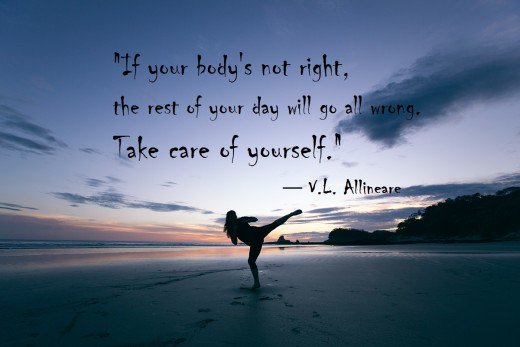 "If your body's not right,
the rest of your day will go all wrong.
Take care of yourself."
— V.L. Allineare